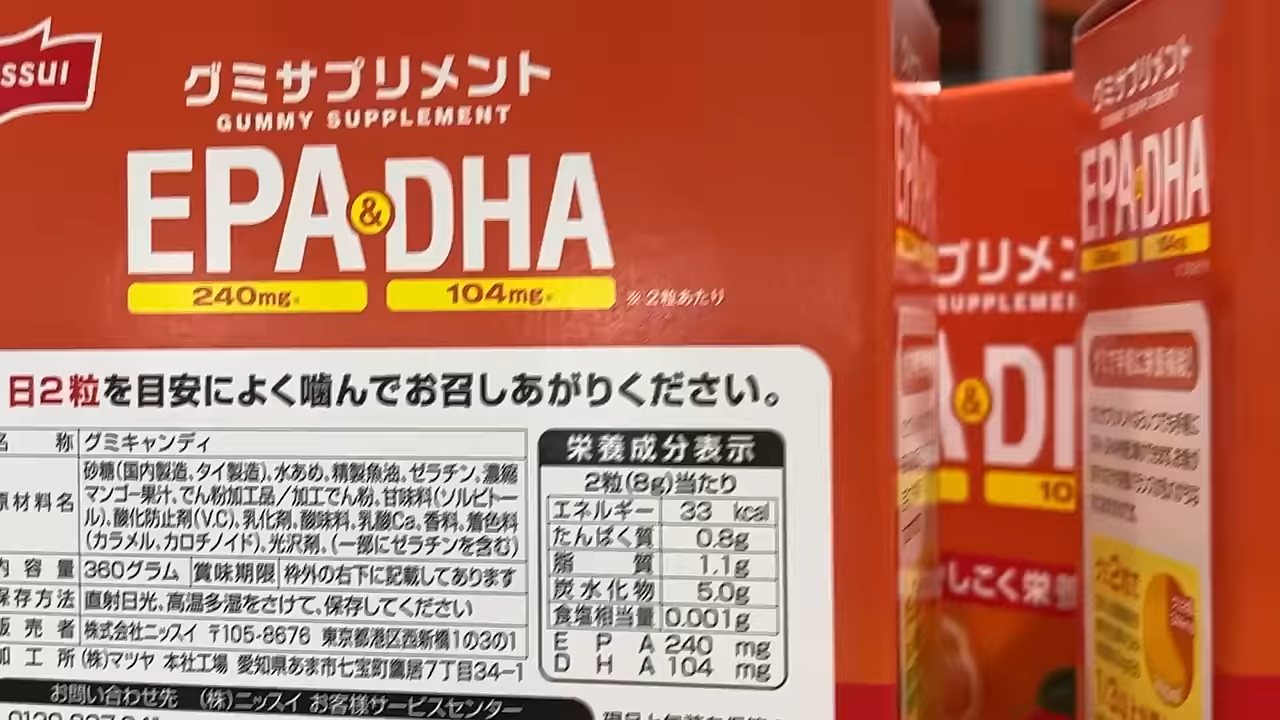 SSUI
グミサプリメント
GUMMY SUPPLEMENT
EPA&DHA
240mg※ 104mg※ ※2粒あたり
日2粒を目安によく噛んでお召しあがりください。
名 称 グミキャンディ
原材料名 砂糖(国内製造、タイ製造)、水あめ、精製魚油、ゼラチン、濃縮
マンゴー果汁、でん粉加工品/加工でん粉、甘味料(ソルビトー
ル)、酸化防止剤(V.C)、乳化剤、酸味料、乳酸Ca、香料、着色料
(カラメル、カロチノイド)、光沢剤、(一部にゼラチンを含む)
内容量 360グラム 賞味期限 枠外の右下に記載してあります
保存方法 直射日光、高温多湿をさけて、保存してください
販売者 株式会社ニッスイ 〒105-8676 東京都港区西新橋1の3の1
加工所 (株)マツヤ 本社工場 愛知県あま市七宝町鷹居7丁目34-1
お問い合わせ先 (株)ニッスイ お客様サービスセンター
栄養成分表示
2粒(8g)当たり
エネルギー 33 kcal
たんぱく質 0.8g
脂質 1.1g
炭水化物 5.0g
食塩相当量 0.001g
EPA 240 mg
DHA 104 mg
プリメン
SUPPLEME
A&D
10
しこく栄養
グミサプリメント
EPA&DHA
104mg